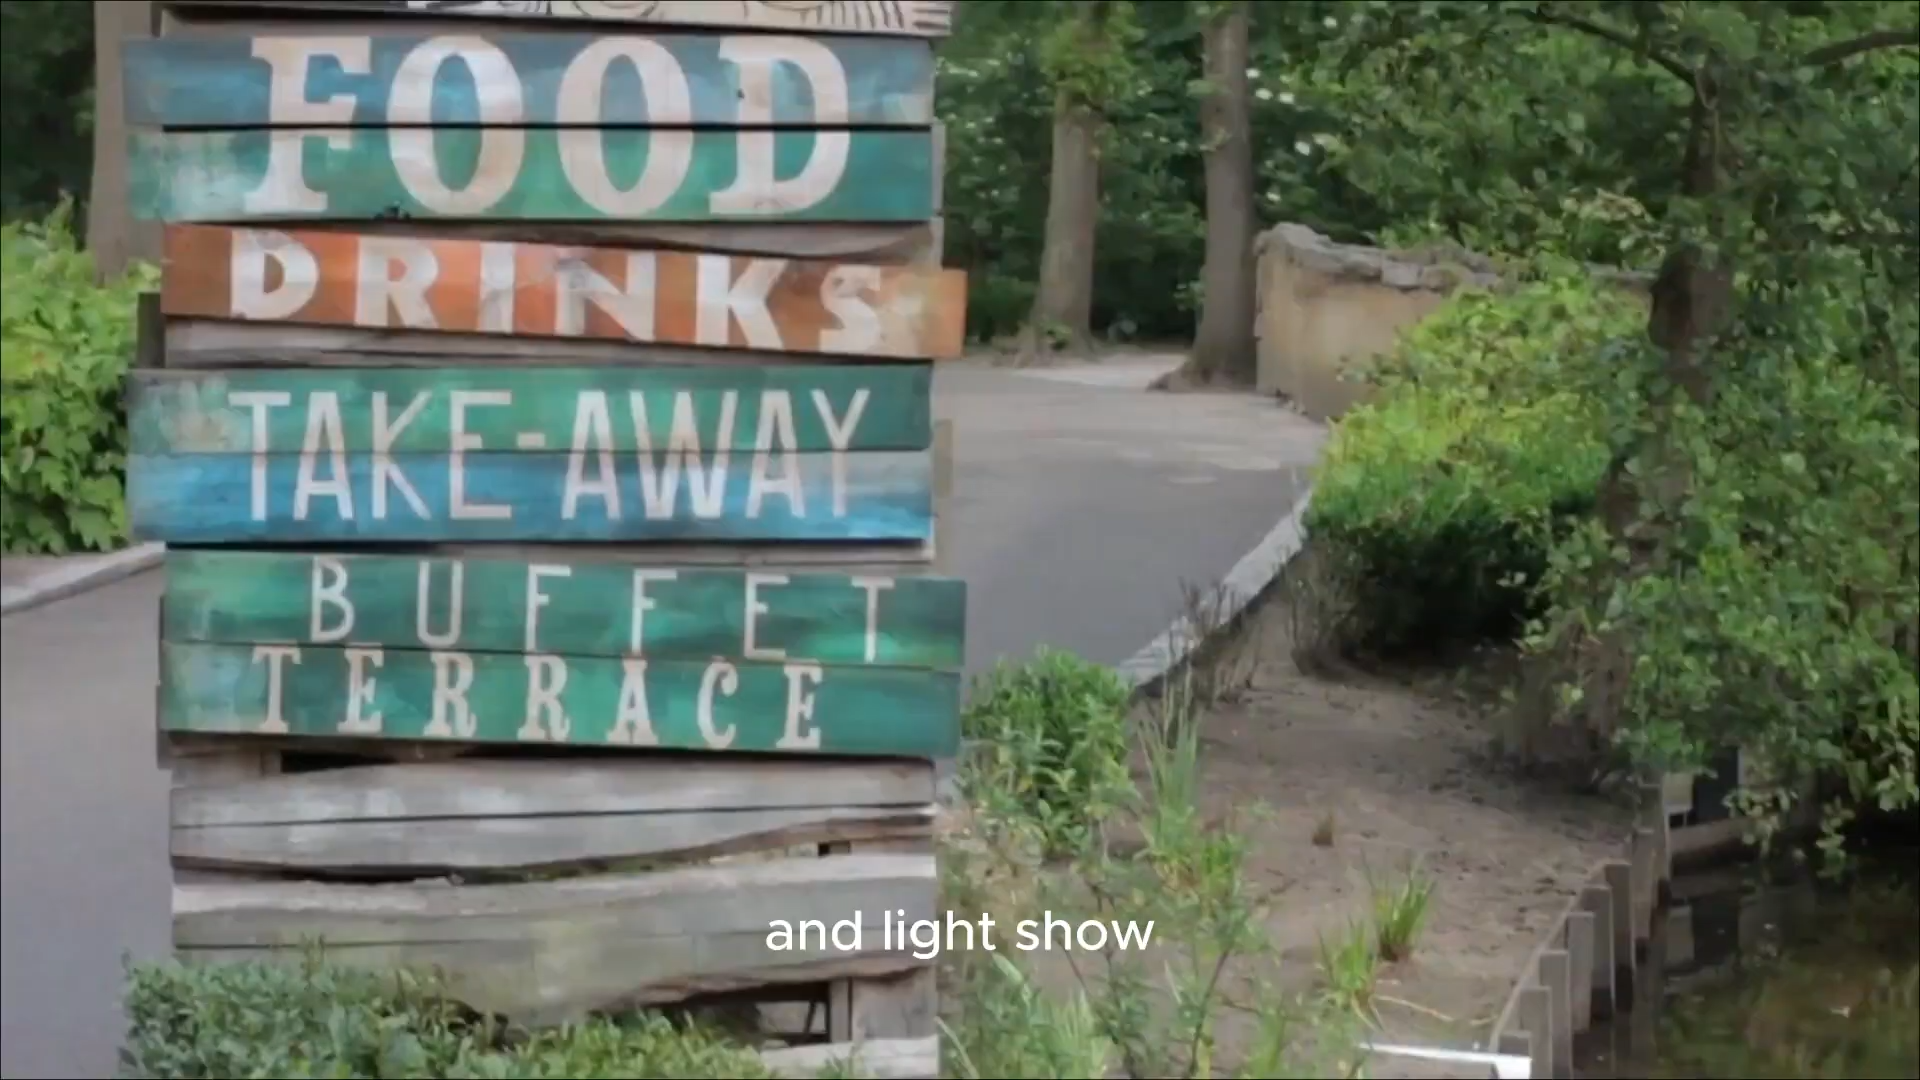 FOOD
DRINKS
TAKE-AWAY
BUFFET
TERRACE
and light show